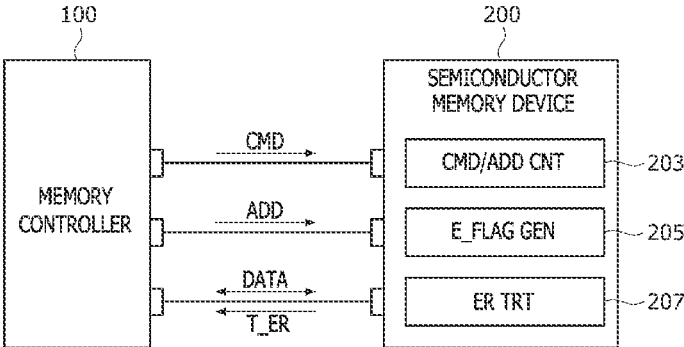 100
200
SEMICONDUCTOR
MEMORY DEVICE
CMD
CMD/ADD CNT
203
MEMORY
CONTROLLER
ADD
E_FLAG GEN
205
DATA
T_ER
ER TRT
207